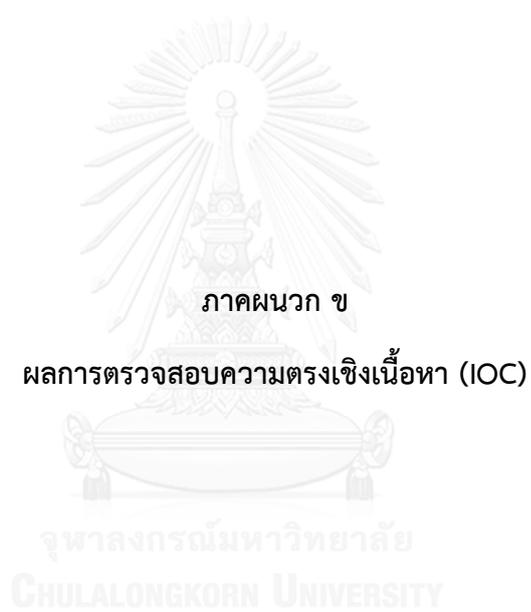 ภาคผนวก ข
ผลการตรวจสอบความตรงเชิงเนื้อหา (IOC)
จุฬาลงกรณ์มหาวิทยาลัย
CHULALONGKORN UNIVERSITY